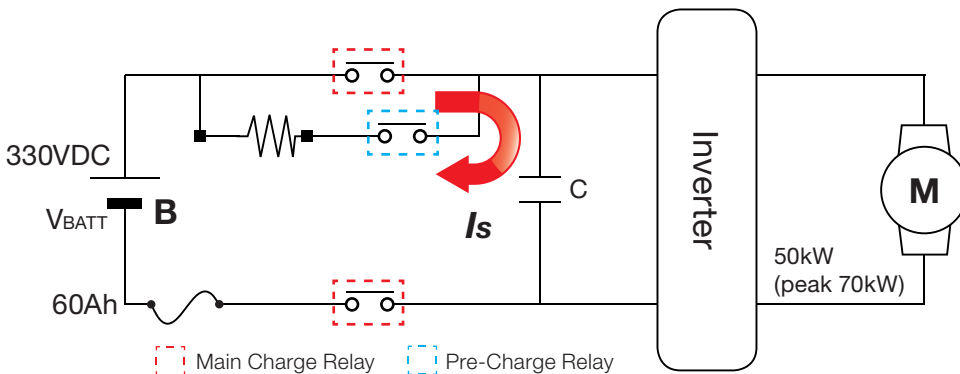 330VDC
VBATT
B
60Ah
Is
C
Inverter
M
50kW
(peak 70kW)
Main Charge Relay
Pre-Charge Relay